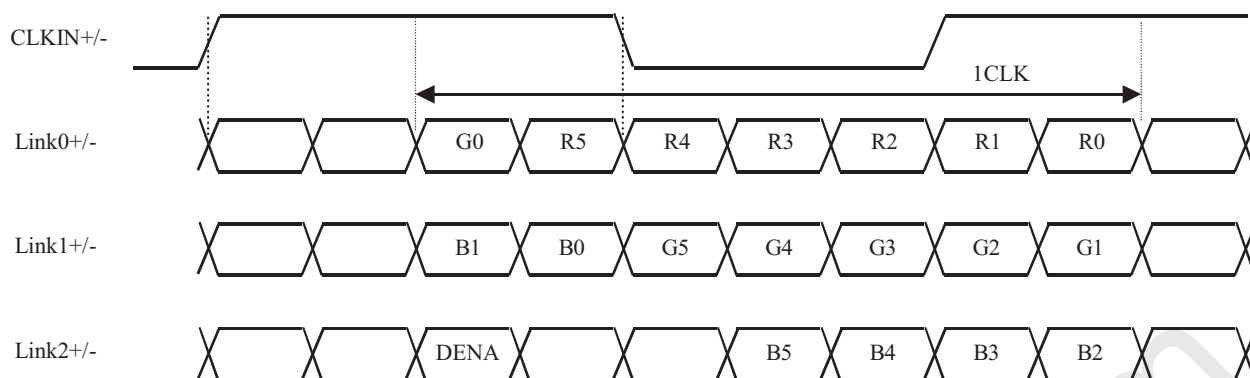 CLKIN+/-
1CLK
Link0+/- G0 R5 R4 R3 R2 R1 R0
Link1+/- B1 B0 G5 G4 G3 G2 G1
Link2+/- DENA B5 B4 B3 B2